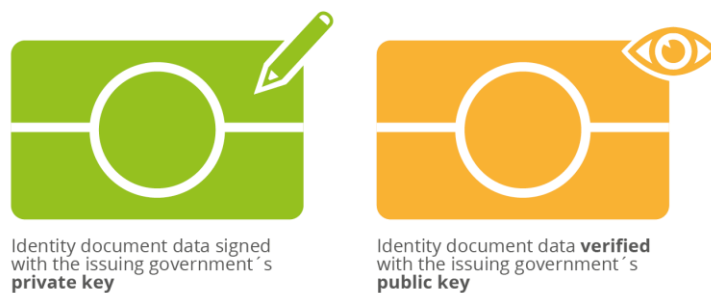 Identity document data signed
with the issuing government´s
private key
Identity document data verified
with the issuing government´s
public key